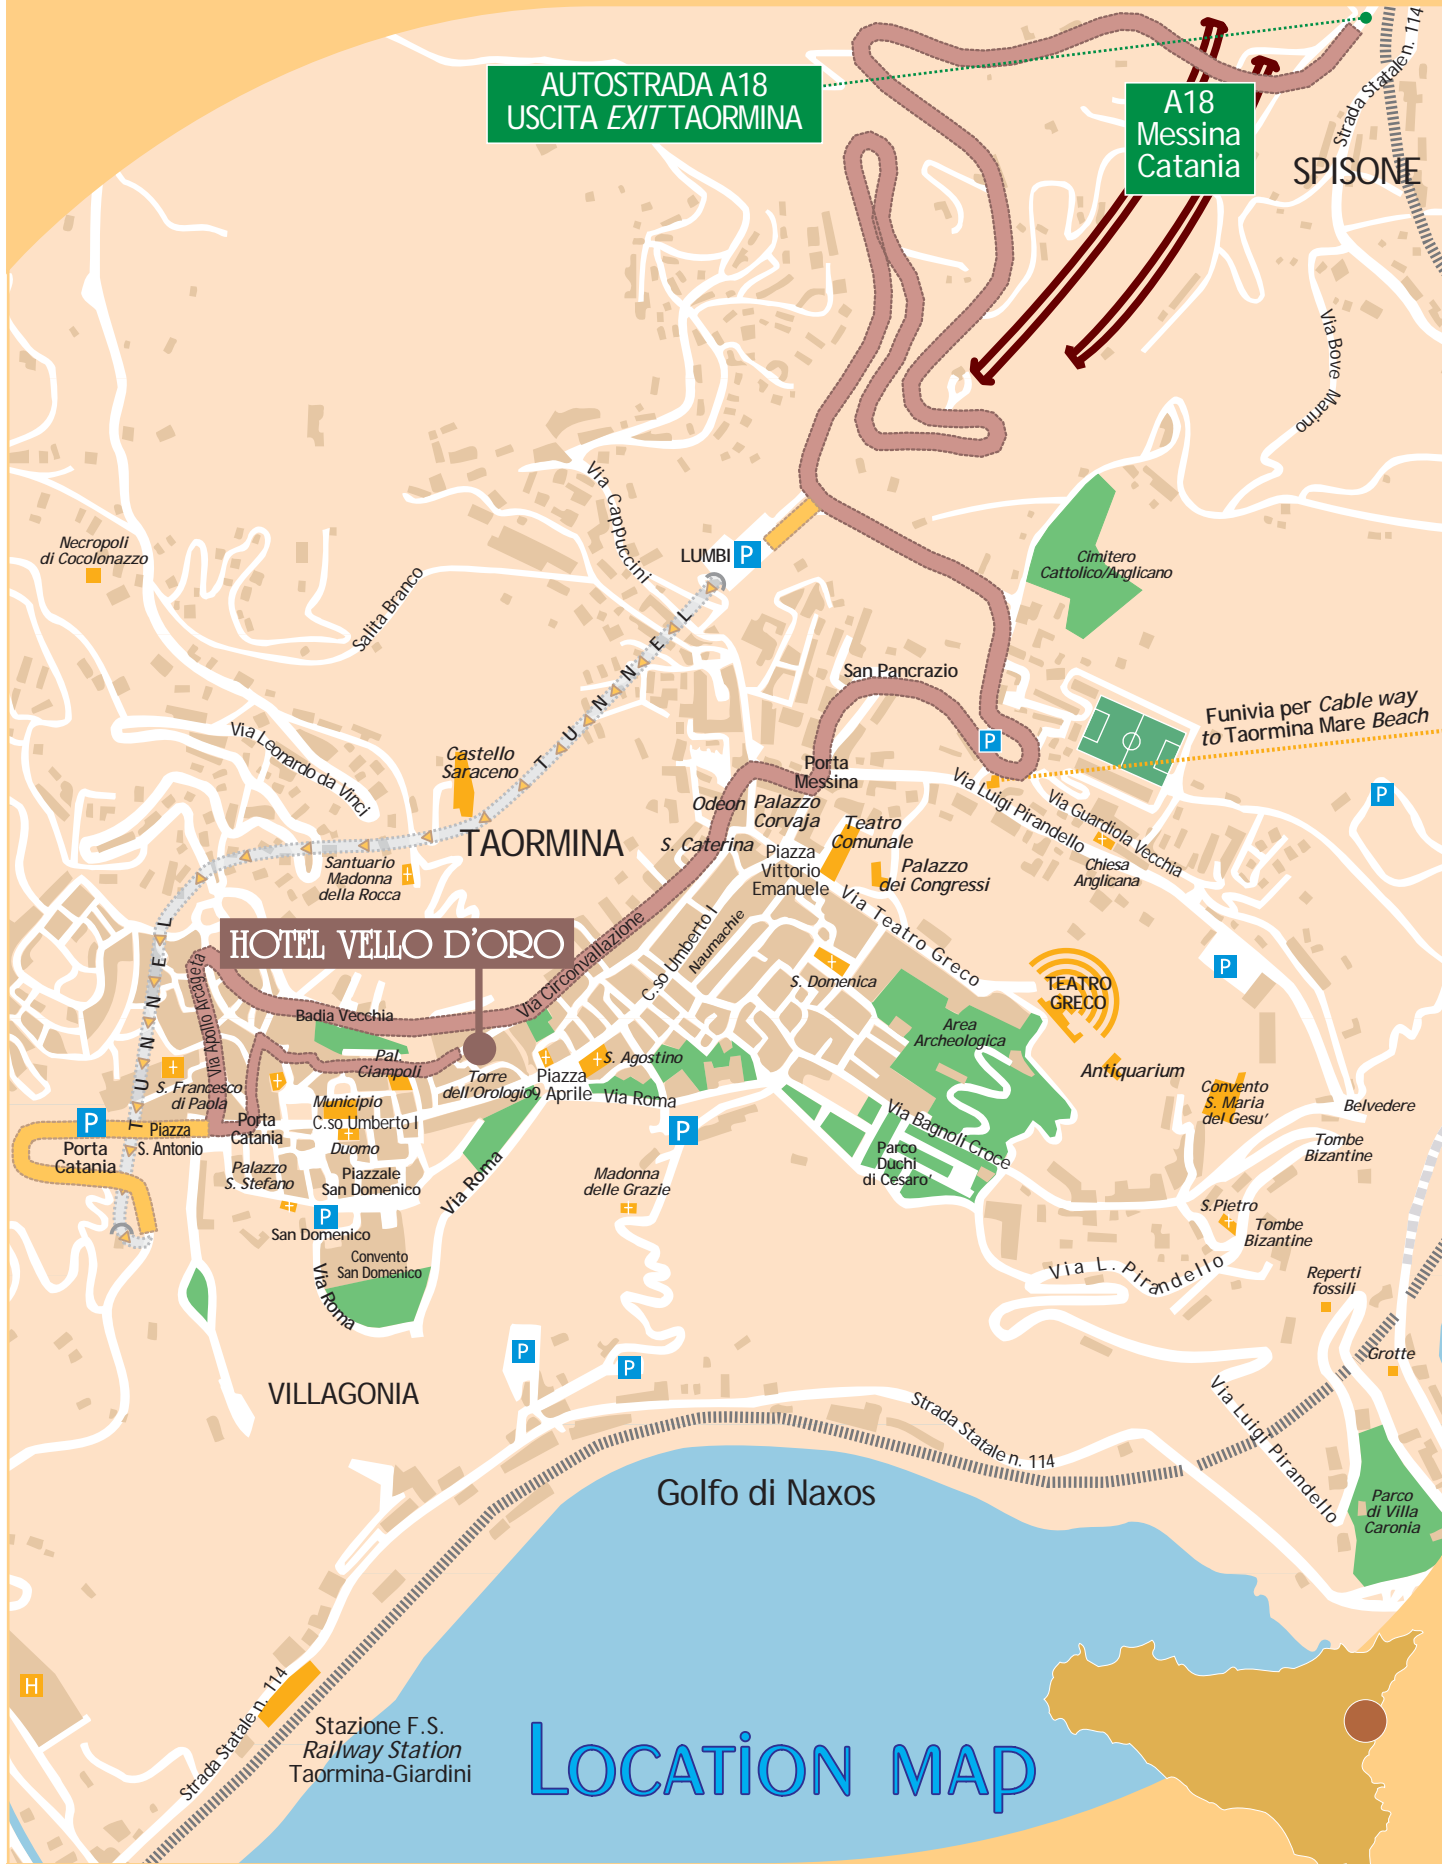 AUTOSTRADA A18
USCITA EXIT TAORMINA
A18
Messina
Catania
Strada Statale n. 114
SPISONE
Via Bove Marino
Via Cappuccini
LUMBI P
Necropoli
di Cocolonazzo
Salita Branco
Cimitero
Cattolico/Anglicano
TUNNEL
San Pancrazio
Funivia per Cable way
to Taormina Mare Beach
P
P
Via Leonardo da Vinci
Castello
Saraceno
Porta
Messina
Via Luigi Pirandello
Via Guardiola Vecchia
Chiesa
Anglicana
Odeon
Palazzo
Corvaja
Teatro
Comunale
TAORMINA
S. Caterina
Piazza
Vittorio
Emanuele
Palazzo
dei Congressi
Santuario
Madonna
della Rocca
Via Teatro Greco
HOTEL VELLO D'ORO
Via Circonvallazione
C.so Umberto I
Naumachie
S. Domenica
P
TEATRO
GRECO
TUNNEL
Via Apollo Arcageta
Badia Vecchia
Area
Archeologica
Pal.
Ciampoli
S. Agostino
Antiquarium
S. Francesco
di Paola
Torre
dell'Orologio
Piazza
9 Aprile
Via Roma
Convento
S. Maria
del Gesu'
Belvedere
Municipio
C.so Umberto I
Duomo
P
Porta
Catania
Piazza
S. Antonio
Porta
Catania
P
Via Bagnoli Croce
Tombe
Bizantine
Parco
Duchi
di Cesaro'
Palazzo
S. Stefano
Piazzale
San Domenico
Via Roma
Madonna
delle Grazie
P
San Domenico
S.Pietro
Tombe
Bizantine
Convento
San Domenico
Via Roma
Via L. Pirandello
Reperti
fossili
P
P
Grotte
VILLAGONIA
Via Luigi Pirandello
Strada Statale n. 114
Golfo di Naxos
Parco
di Villa
Caronia
H
Strada Statale n. 114
Stazione F.S.
Railway Station
Taormina-Giardini
LOCATION MAP